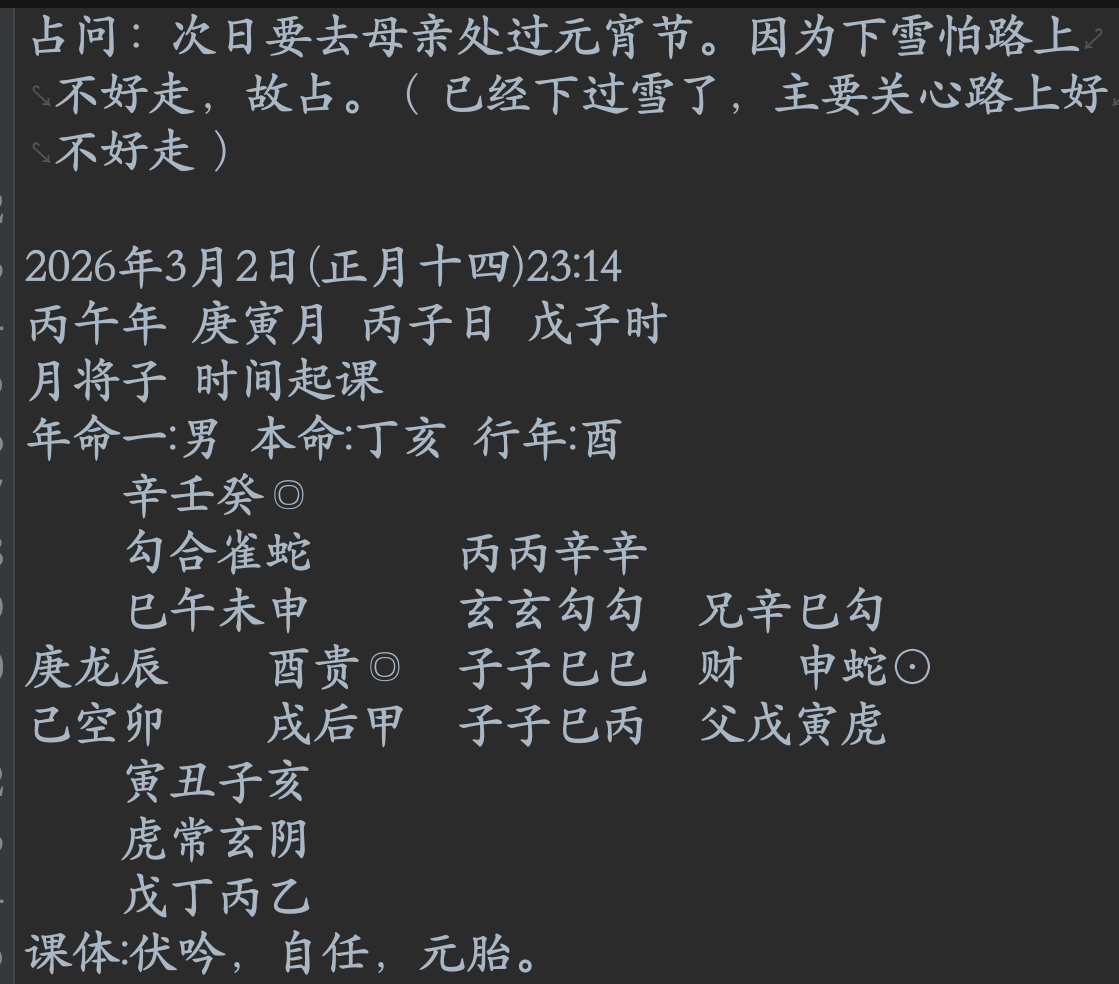 占问：次日要去母亲处过元宵节。因为下雪怕路上
不好走，故占。（已经下过雪了，主要关心路上好
不好走）
2026年3月2日(正月十四)23:14
丙午年 庚寅月 丙子日 戊子时
月将子 时间起课
年命一:男 本命:丁亥 行年:酉
辛壬癸◎
勾合雀蛇 丙丙辛辛
巳午未申 玄玄勾勾 兄辛巳勾
庚龙辰 酉贵◎ 子子巳巳 财 申蛇⊙
己空卯 戌后甲 子子巳丙 父戊寅虎
寅丑子亥
虎常玄阴
戊丁丙乙
课体:伏吟，自任，元胎。